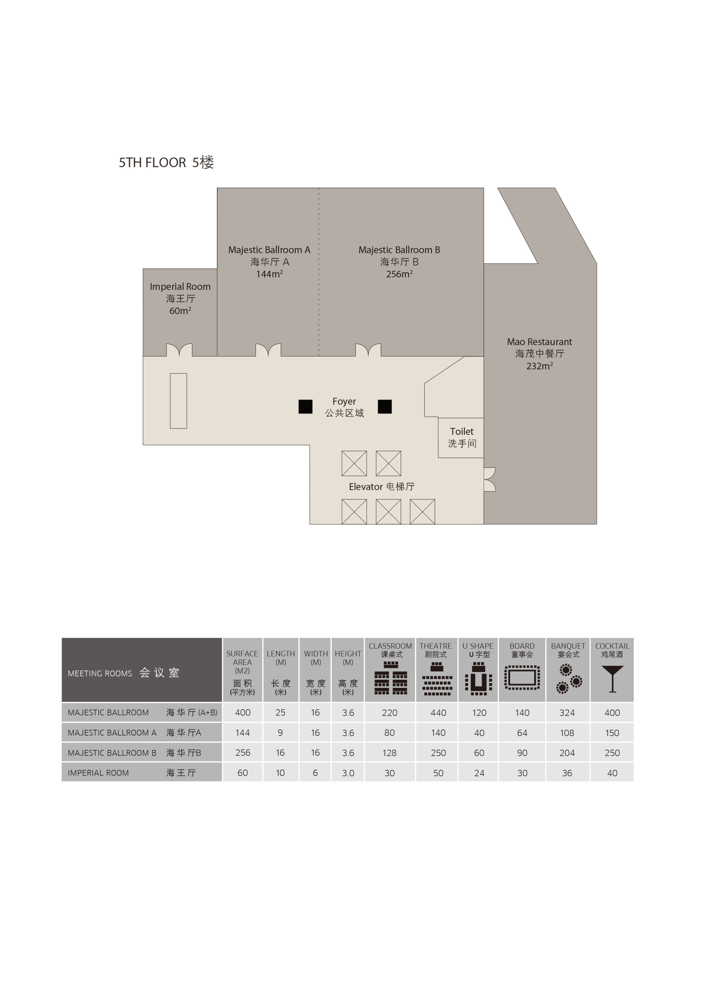 5TH FLOOR 5楼
Majestic Ballroom A
海华厅 A
144m²
Majestic Ballroom B
海华厅 B
256m²
Imperial Room
海王厅
60m²
Mao Restaurant
海茂中餐厅
232m²
Foyer
公共区域
Toilet
洗手间
Elevator 电梯厅
MEETING ROOMS 会议室
SURFACE
AREA
(M2)
面积
(平方米)
LENGTH
(M)
长度
(米)
WIDTH
(M)
宽度
(米)
HEIGHT
(M)
高度
(米)
CLASSROOM
课桌式
THEATRE
剧院式
U SHAPE
U 字型
BOARD
董事会
BANQUET
宴会式
COCKTAIL
鸡尾酒
MAJESTIC BALLROOM 海华厅 (A+B) 400 25 16 3.6 220 440 120 140 324 400
MAJESTIC BALLROOM A 海华厅A 144 9 16 3.6 80 140 40 64 108 150
MAJESTIC BALLROOM B 海华厅B 256 16 16 3.6 128 250 60 90 204 250
IMPERIAL ROOM 海王厅 60 10 6 3.0 30 50 24 30 36 40